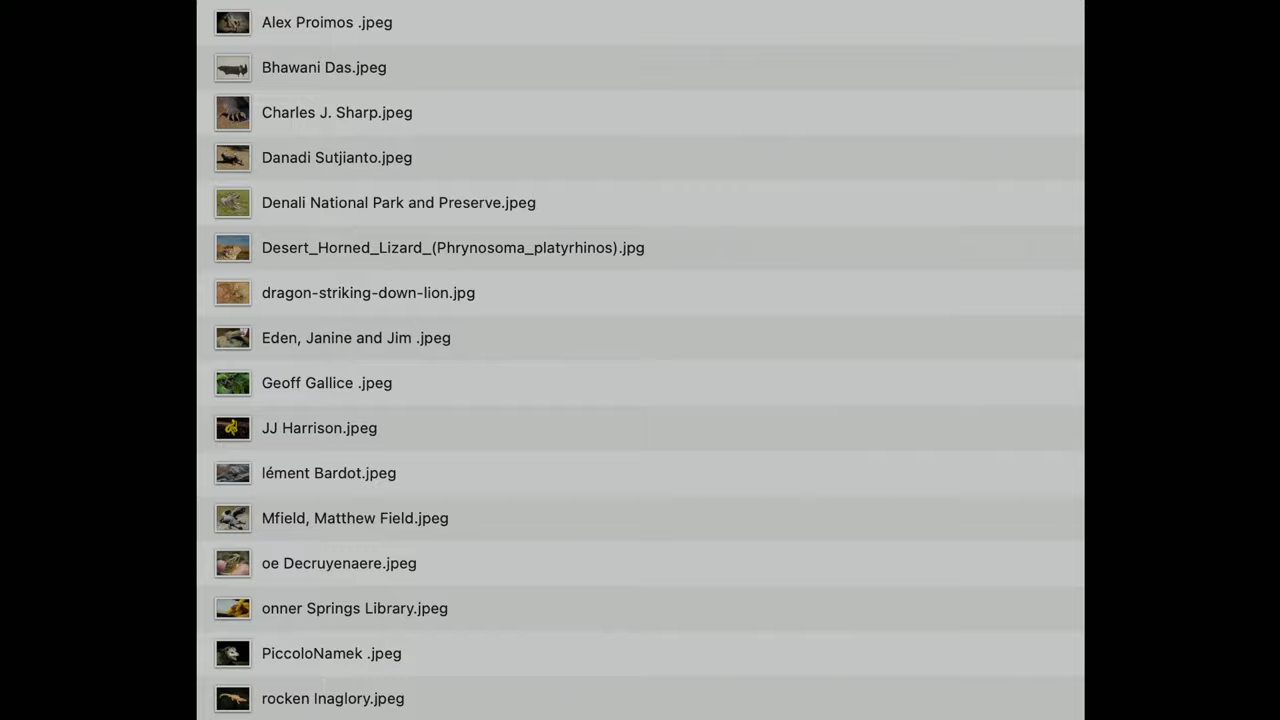 Alex Proimos .jpeg
Bhawani Das.jpeg
Charles J. Sharp.jpeg
Danadi Sutjianto.jpeg
Denali National Park and Preserve.jpeg
Desert_Horned_Lizard_(Phrynosoma_platyrhinos).jpg
dragon-striking-down-lion.jpg
Eden, Janine and Jim .jpeg
Geoff Gallice .jpeg
JJ Harrison.jpeg
lément Bardot.jpeg
Mfield, Matthew Field.jpeg
oe Decruyenaere.jpeg
onner Springs Library.jpeg
PiccoloNamek .jpeg
rocken Inaglory.jpeg